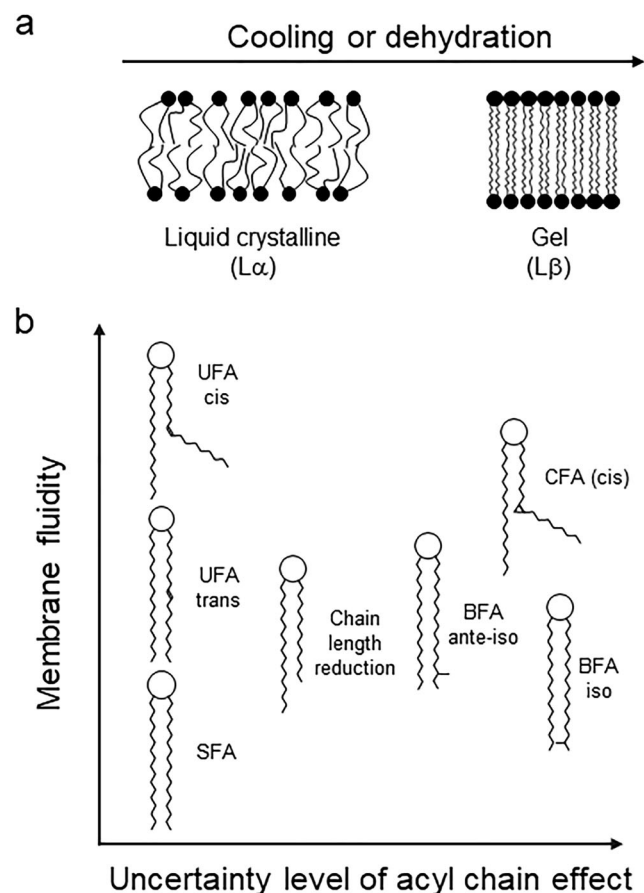 a
Cooling or dehydration
Liquid crystalline
(Lα)
Gel
(Lβ)
b
Membrane fluidity
UFA
cis
UFA
trans
SFA
Chain
length
reduction
BFA
ante-iso
CFA (cis)
BFA
iso
Uncertainty level of acyl chain effect